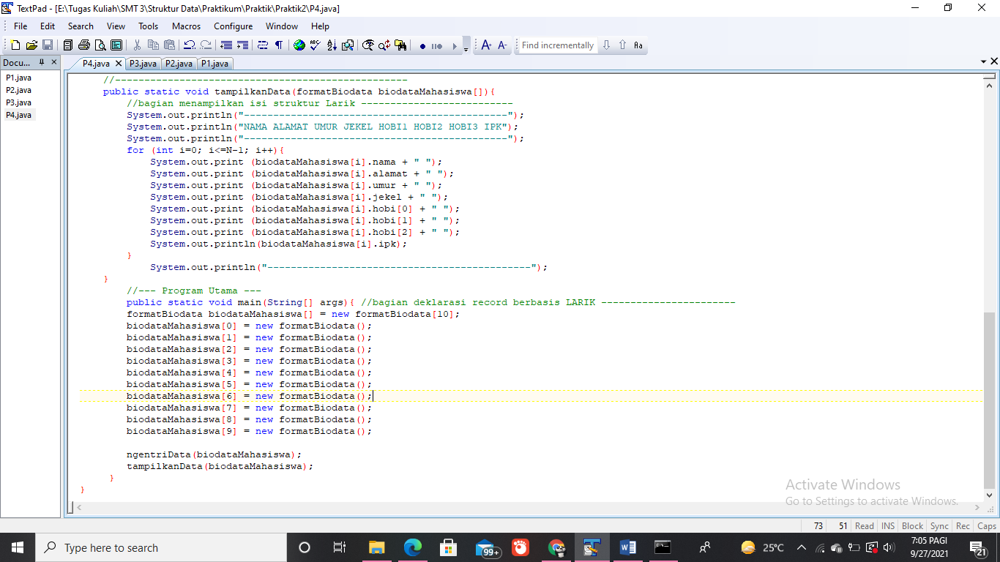 TextPad - [E:\Tugas Kuliah\SMT 3\Struktur Data\Praktikum\Praktik\Praktik2\P4.java]
File Edit Search View Tools Macros Configure Window Help
Find incrementally
Docu...
P4.java P3.java P2.java P1.java
P1.java
P2.java
P3.java
P4.java
//--------------------------------------------------
public static void tampilkanData(formatBiodata biodataMahasiswa[]){
//bagian menampilkan isi struktur Larik --------------------------
System.out.println("---------------------------------------------");
System.out.println("NAMA ALAMAT UMUR JEKEL HOBI1 HOBI2 HOBI3 IPK");
System.out.println("---------------------------------------------");
for (int i=0; i<=N-1; i++){
System.out.print (biodataMahasiswa[i].nama + " ");
System.out.print (biodataMahasiswa[i].alamat + " ");
System.out.print (biodataMahasiswa[i].umur + " ");
System.out.print (biodataMahasiswa[i].jekel + " ");
System.out.print (biodataMahasiswa[i].hobi[0] + " ");
System.out.print (biodataMahasiswa[i].hobi[1] + " ");
System.out.print (biodataMahasiswa[i].hobi[2] + " ");
System.out.println(biodataMahasiswa[i].ipk);
}
System.out.println("---------------------------------------------");
}
//--- Program Utama ---
public static void main(String[] args){ //bagian deklarasi record berbasis LARIK -----------------------
formatBiodata biodataMahasiswa[] = new formatBiodata[10];
biodataMahasiswa[0] = new formatBiodata();
biodataMahasiswa[1] = new formatBiodata();
biodataMahasiswa[2] = new formatBiodata();
biodataMahasiswa[3] = new formatBiodata();
biodataMahasiswa[4] = new formatBiodata();
biodataMahasiswa[5] = new formatBiodata();
biodataMahasiswa[6] = new formatBiodata();
biodataMahasiswa[7] = new formatBiodata();
biodataMahasiswa[8] = new formatBiodata();
biodataMahasiswa[9] = new formatBiodata();
ngentriData(biodataMahasiswa);
tampilkanData(biodataMahasiswa);
}
}
Activate Windows
Go to Settings to activate Windows.
73 51 Read INS Block Sync Rec Caps
Type here to search
99+
25°C
7:05 PAGI
9/27/2021
21